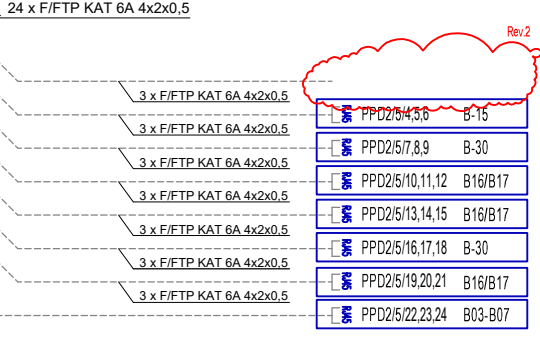 24 x F/FTP KAT 6A 4x2x0,5
Rev.2
3 x F/FTP KAT 6A 4x2x0,5
RJ45 PPD2/5/4,5,6 B-15
3 x F/FTP KAT 6A 4x2x0,5
RJ45 PPD2/5/7,8,9 B-30
3 x F/FTP KAT 6A 4x2x0,5
RJ45 PPD2/5/10,11,12 B16/B17
3 x F/FTP KAT 6A 4x2x0,5
RJ45 PPD2/5/13,14,15 B16/B17
3 x F/FTP KAT 6A 4x2x0,5
RJ45 PPD2/5/16,17,18 B-30
3 x F/FTP KAT 6A 4x2x0,5
RJ45 PPD2/5/19,20,21 B16/B17
3 x F/FTP KAT 6A 4x2x0,5
RJ45 PPD2/5/22,23,24 B03-B07